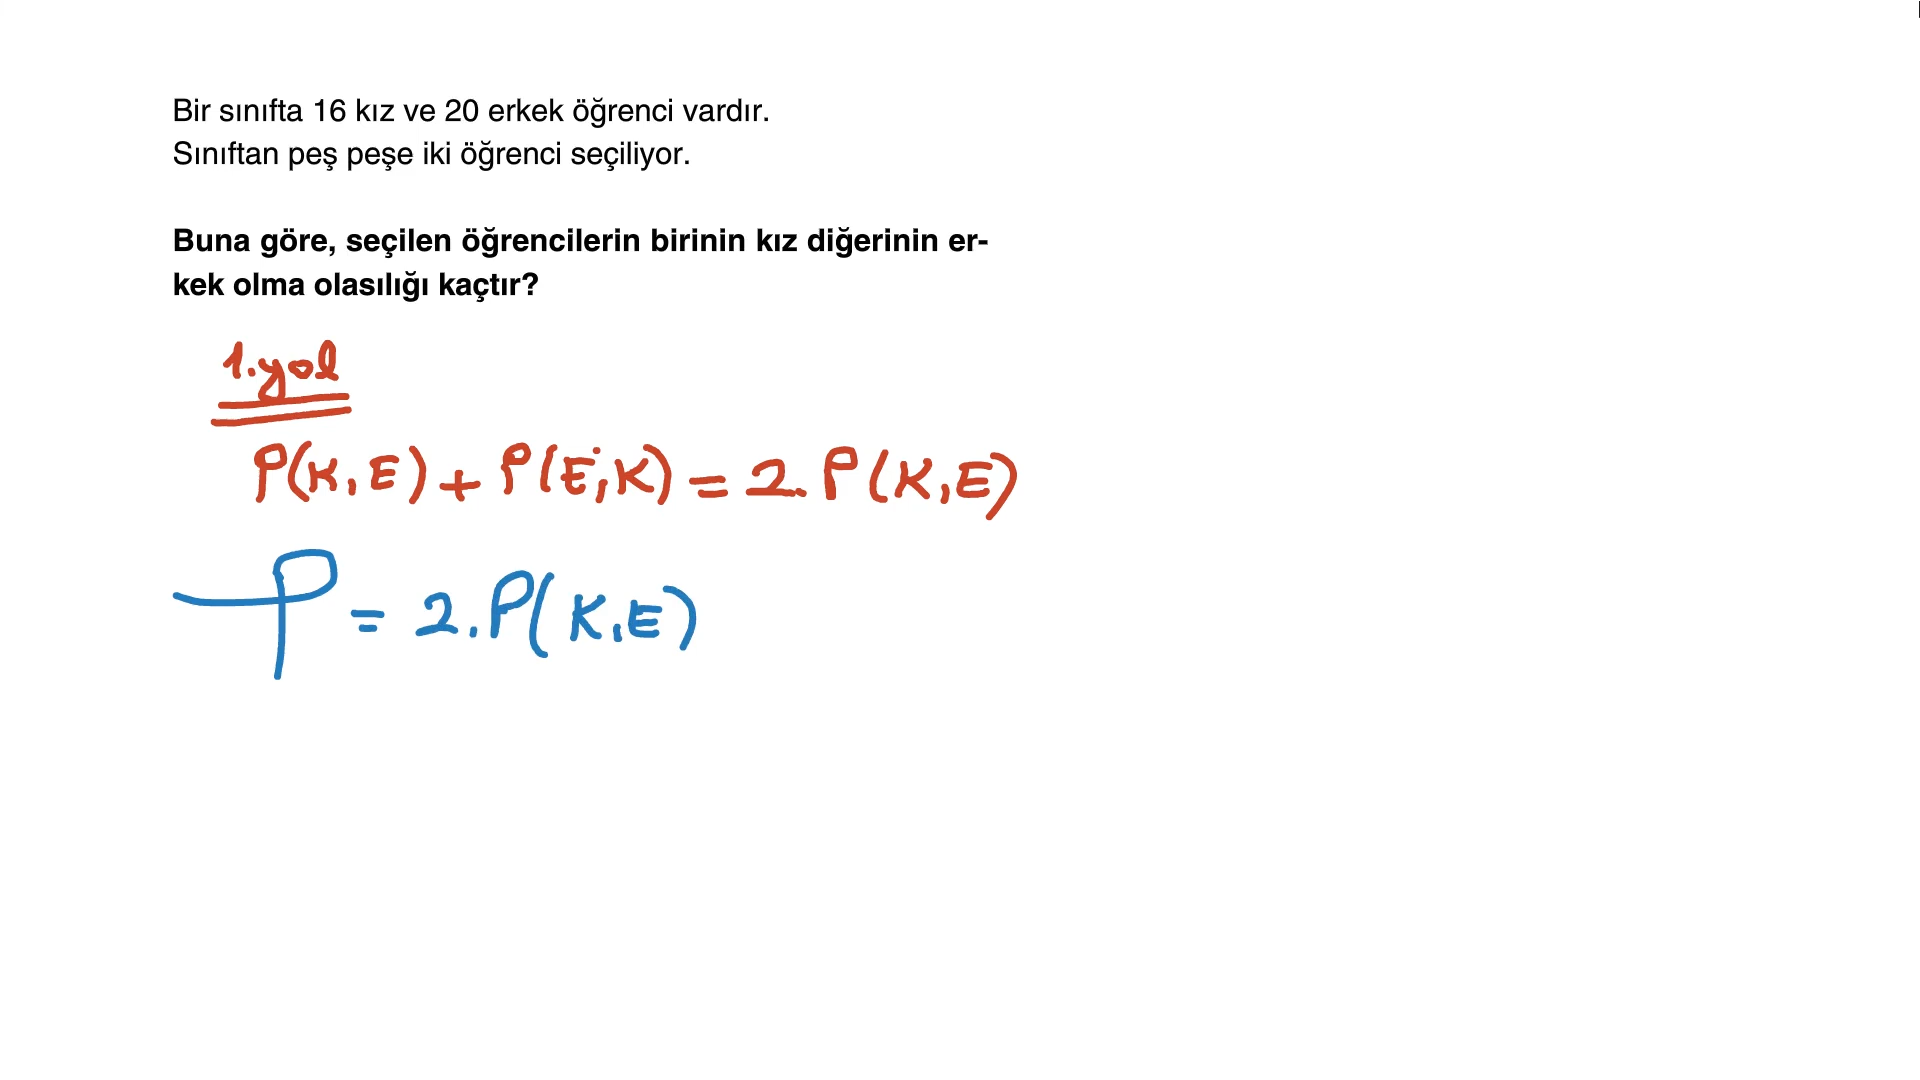 Bir sınıfta 16 kız ve 20 erkek öğrenci vardır.
Sınıftan peş peşe iki öğrenci seçiliyor.
Buna göre, seçilen öğrencilerin birinin kız diğerinin er-
kek olma olasılığı kaçtır?
1.yol
P(K,E) + P(E,K) = 2. P(K,E)
P = 2. P(K,E)